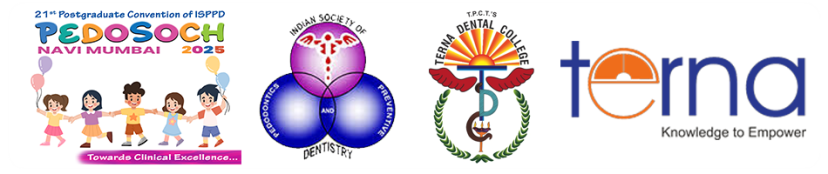 21st Postgraduate Convention of ISPPD
PEDOSOCH
NAVI MUMBAI 2025
Towards Clinical Excellence...
INDIAN SOCIETY OF
PEDODONTICS
AND
PREVENTIVE
DENTISTRY
T.P.C.T.'S
TERNA DENTAL COLLEGE
T
D
C
terna
Knowledge to Empower